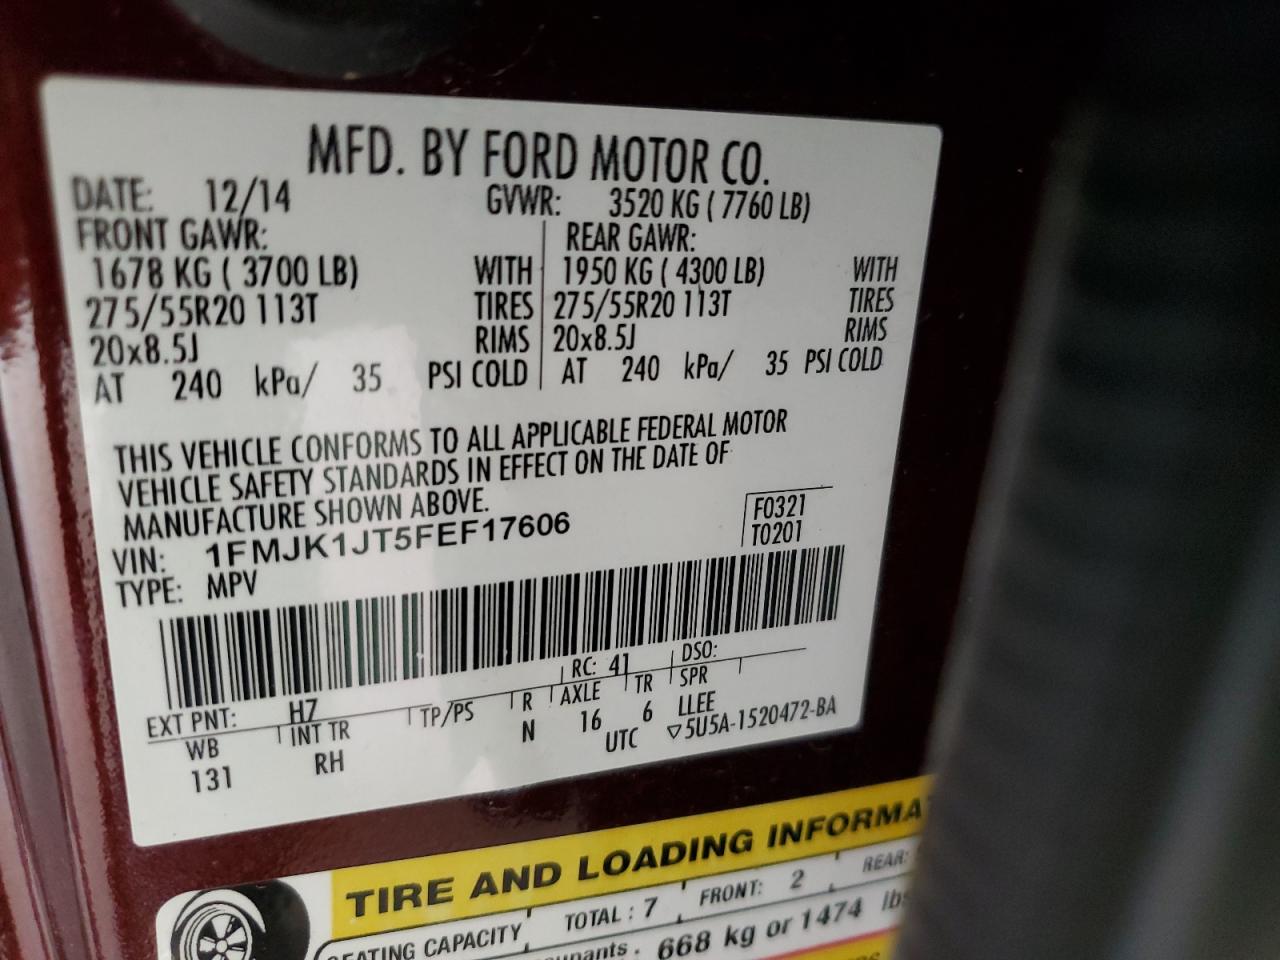 MFD. BY FORD MOTOR CO.
DATE: 12/14 GVWR: 3520 KG ( 7760 LB)
FRONT GAWR: REAR GAWR:
1678 KG ( 3700 LB) WITH 1950 KG ( 4300 LB) WITH
275/55R20 113T TIRES 275/55R20 113T TIRES
20x8.5J RIMS 20x8.5J RIMS
AT 240 kPa/ 35 PSI COLD AT 240 kPa/ 35 PSI COLD
THIS VEHICLE CONFORMS TO ALL APPLICABLE FEDERAL MOTOR
VEHICLE SAFETY STANDARDS IN EFFECT ON THE DATE OF
MANUFACTURE SHOWN ABOVE.
F0321
VIN: 1FMJK1JT5FEF17606 T0201
TYPE: MPV
EXT PNT: H7 RC: 41 DSO:
WB INT TR TP/PS R AXLE TR SPR
131 RH N 16 6 LLEE
UTC ▽5U5A-1520472-BA
TIRE AND LOADING INFORMA
SEATING CAPACITY TOTAL : 7 FRONT: 2 REAR:
668 kg or 1474 lbs